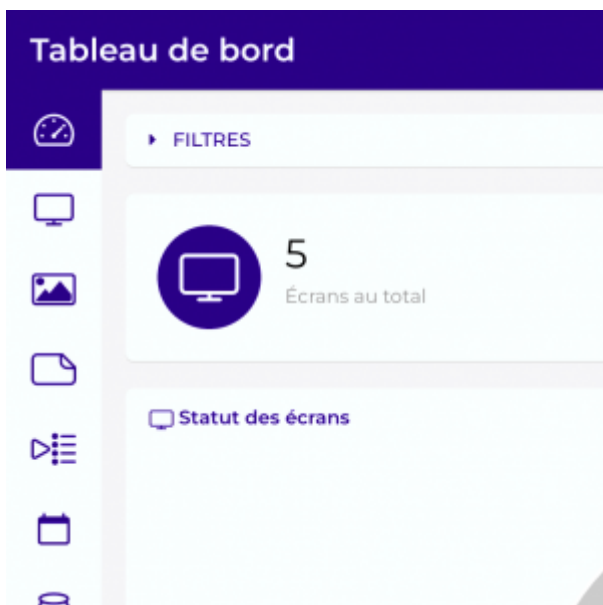 Tableau de bord
FILTRES
5
Écrans au total
Statut des écrans